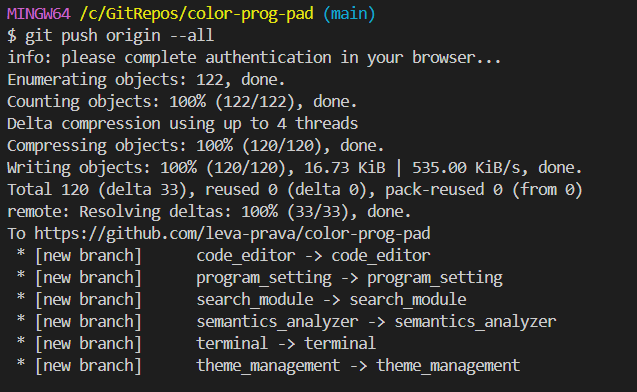 MINGW64 /c/GitRepos/color-prog-pad (main)
$ git push origin --all
info: please complete authentication in your browser...
Enumerating objects: 122, done.
Counting objects: 100% (122/122), done.
Delta compression using up to 4 threads
Compressing objects: 100% (120/120), done.
Writing objects: 100% (120/120), 16.73 KiB | 535.00 KiB/s, done.
Total 120 (delta 33), reused 0 (delta 0), pack-reused 0 (from 0)
remote: Resolving deltas: 100% (33/33), done.
To https://github.com/leva-prava/color-prog-pad
 * [new branch]      code_editor -> code_editor
 * [new branch]      program_setting -> program_setting
 * [new branch]      search_module -> search_module
 * [new branch]      semantics_analyzer -> semantics_analyzer
 * [new branch]      terminal -> terminal
 * [new branch]      theme_management -> theme_management